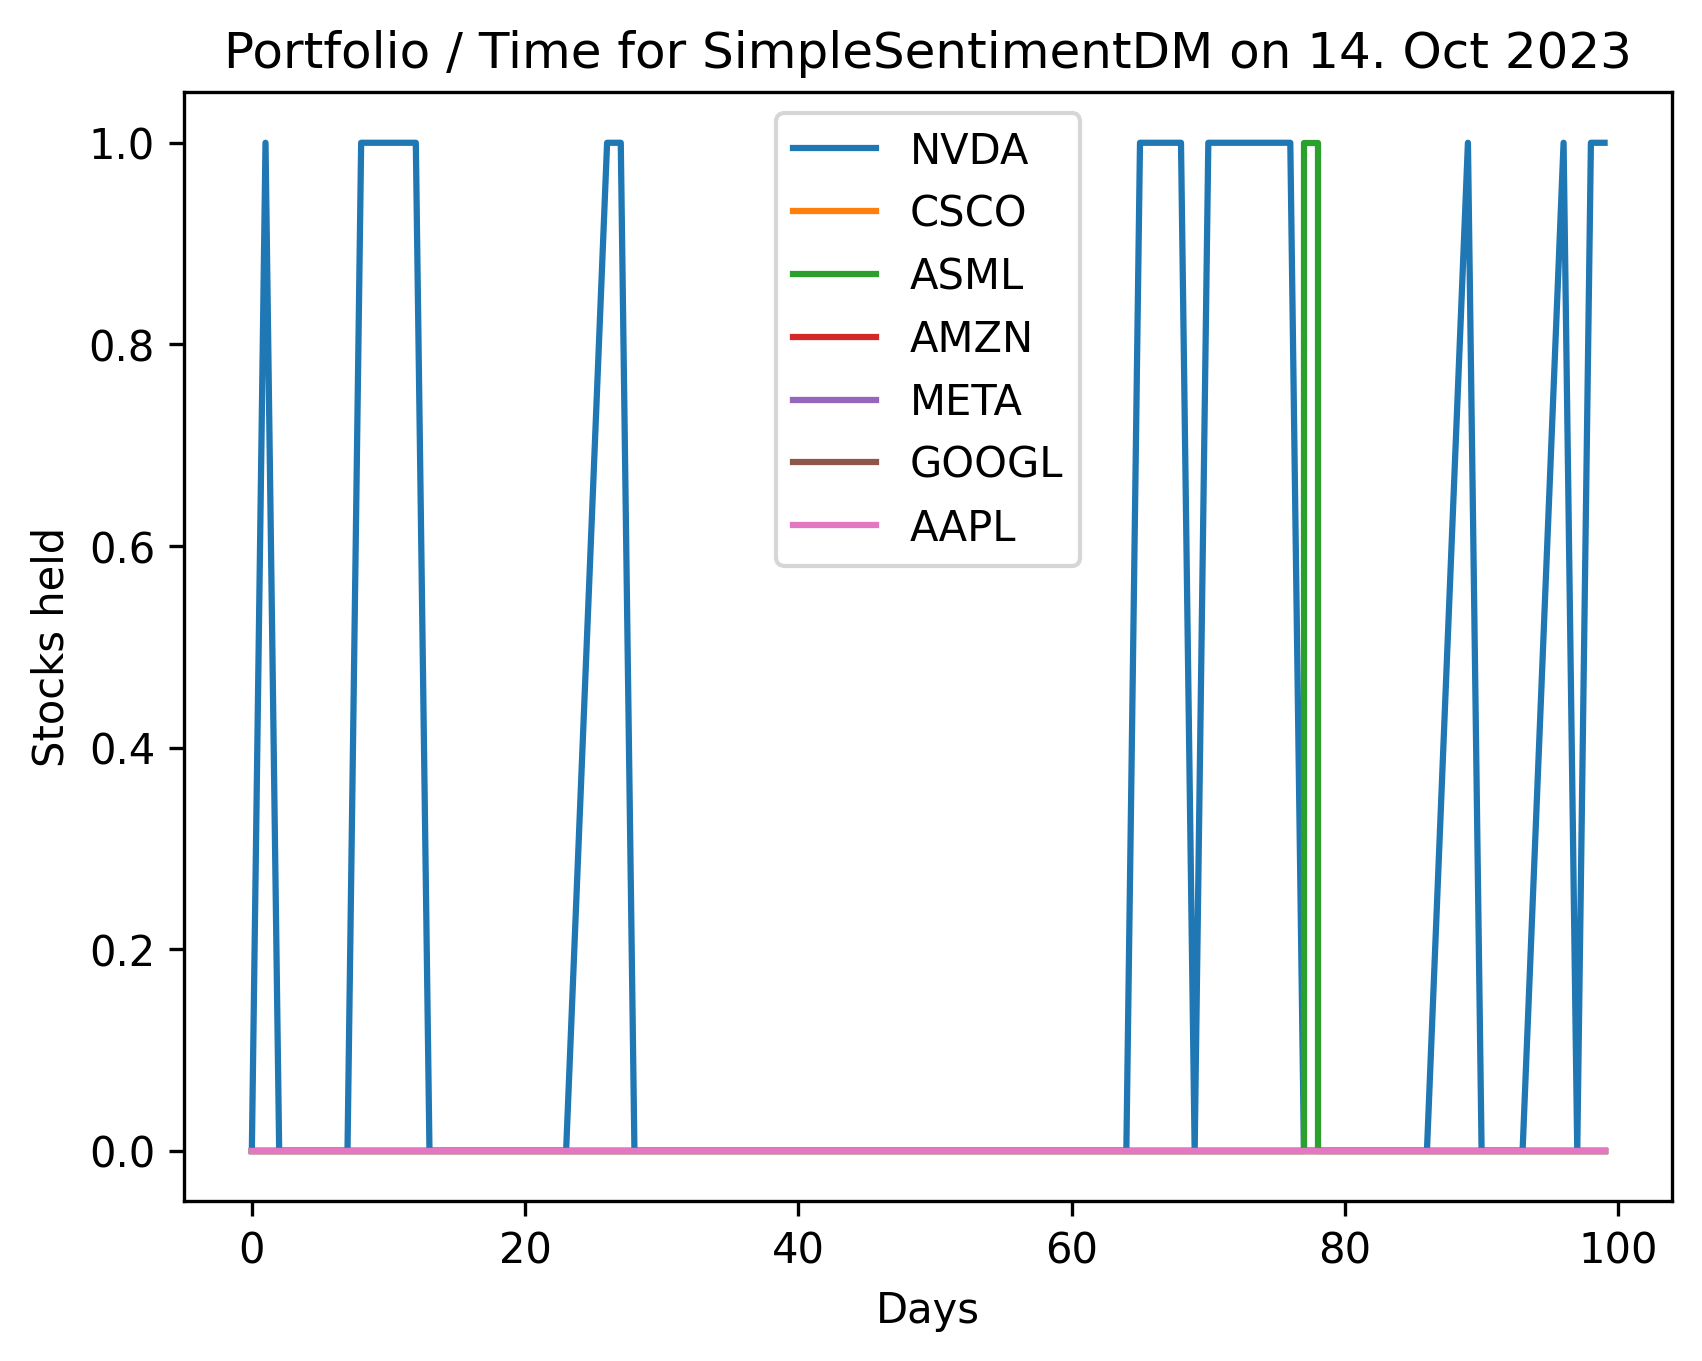 Portfolio / Time for SimpleSentimentDM on 14. Oct 2023
1.0
0.8
0.6
0.4
0.2
0.0
Stocks held
NVDA
CSCO
ASML
AMZN
META
GOOGL
AAPL
0 20 40 60 80 100
Days